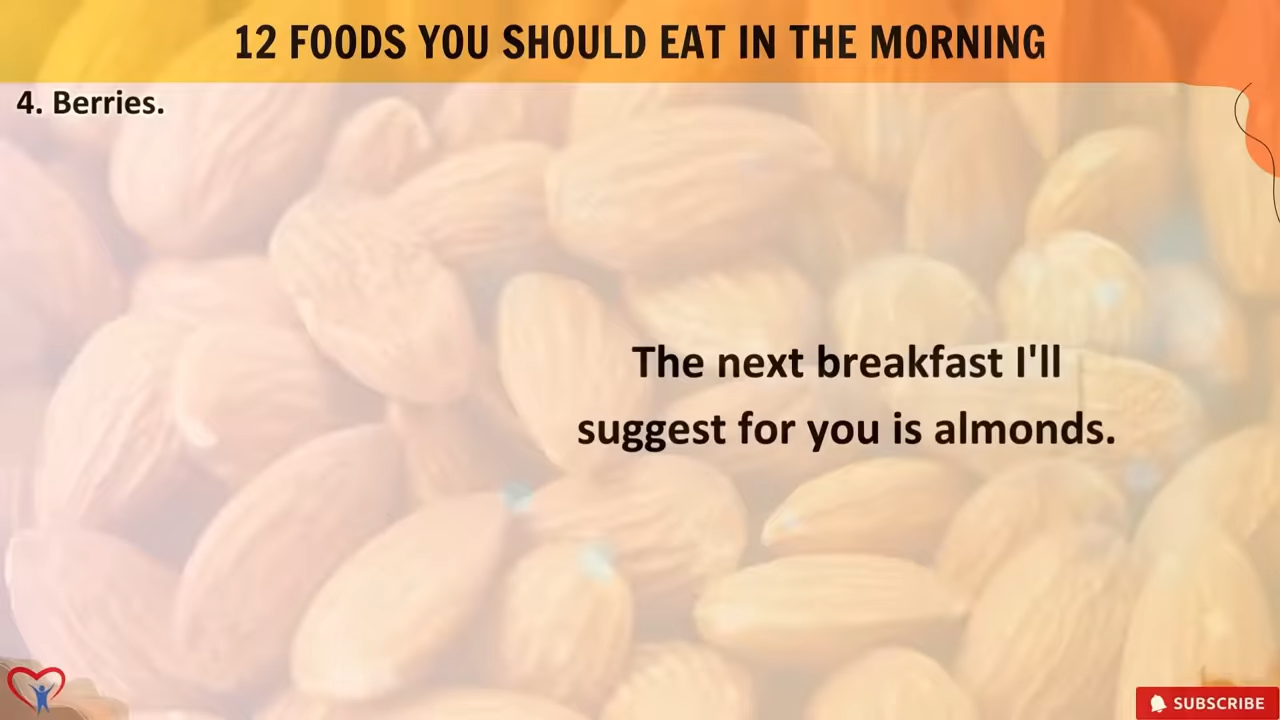 12 FOODS YOU SHOULD EAT IN THE MORNING
4. Berries.
The next breakfast I'll
suggest for you is almonds.
SUBSCRIBE